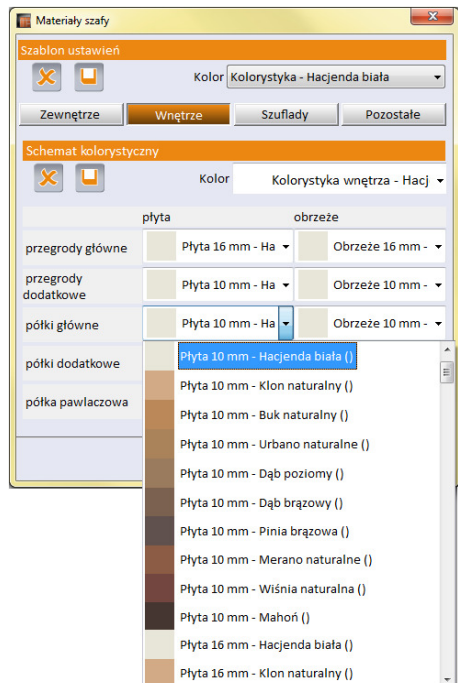 Materiały szafy
Szablon ustawień
Kolor Kolorystyka - Hacjenda biała
Zewnętrze Wnętrze Szuflady Pozostałe
Schemat kolorystyczny
Kolor Kolorystyka wnętrza - Hacj
płyta obrzeże
przegrody główne Płyta 16 mm - Ha Obrzeże 16 mm -
przegrody
dodatkowe Płyta 10 mm - Ha Obrzeże 10 mm -
półki główne Płyta 10 mm - Ha Obrzeże 10 mm -
półki dodatkowe
półka pawlaczowa
Płyta 10 mm - Hacjenda biała ()
Płyta 10 mm - Klon naturalny ()
Płyta 10 mm - Buk naturalny ()
Płyta 10 mm - Urbano naturalne ()
Płyta 10 mm - Dąb poziomy ()
Płyta 10 mm - Dąb brązowy ()
Płyta 10 mm - Pinia brązowa ()
Płyta 10 mm - Merano naturalne ()
Płyta 10 mm - Wiśnia naturalna ()
Płyta 10 mm - Mahoń ()
Płyta 16 mm - Hacjenda biała ()
Płyta 16 mm - Klon naturalny ()